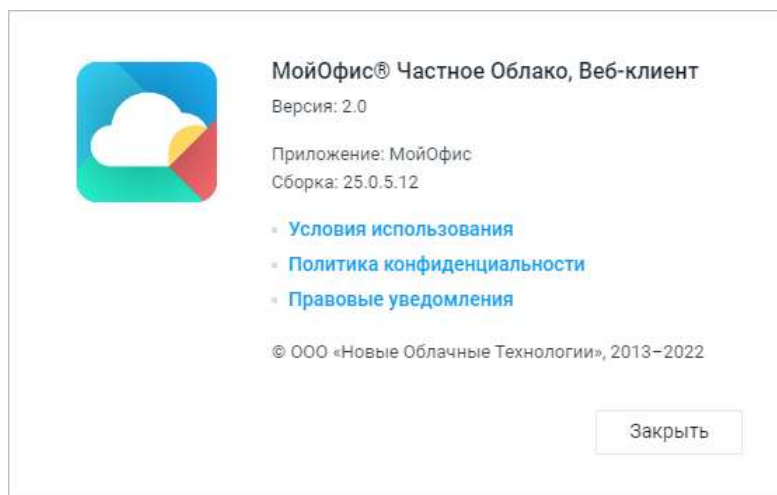 МойОфис® Частное Облако, Веб-клиент
Версия: 2.0
Приложение: МойОфис
Сборка: 25.0.5.12
Условия использования
Политика конфиденциальности
Правовые уведомления
© ООО «Новые Облачные Технологии», 2013–2022
Закрыть